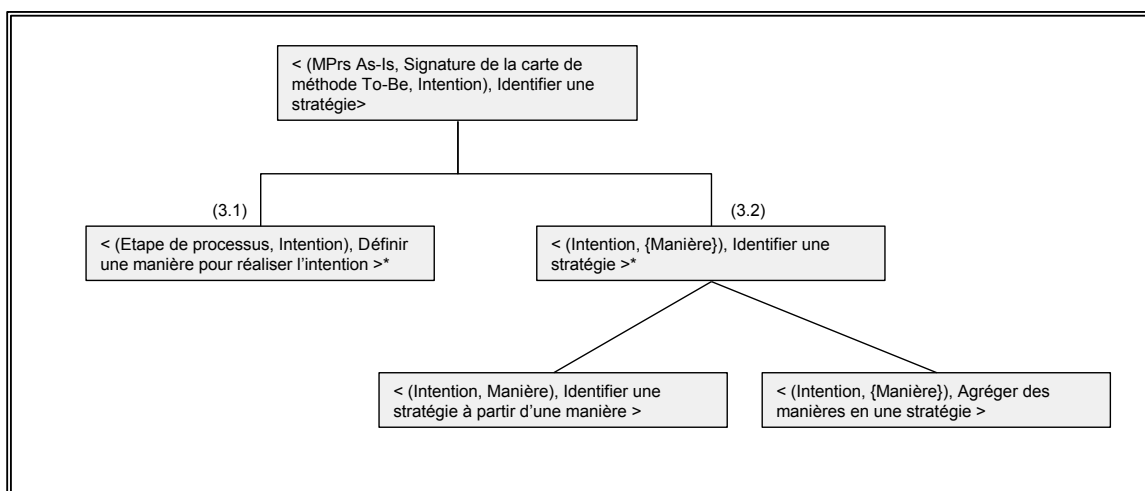 < (MPrs As-Is, Signature de la carte de
méthode To-Be, Intention), Identifier une
stratégie>
(3.1)
(3.2)
< (Etape de processus, Intention), Définir
une manière pour réaliser l’intention >*
< (Intention, {Manière}), Identifier une
stratégie >*
< (Intention, Manière), Identifier une
stratégie à partir d’une manière >
< (Intention, {Manière}), Agréger des
manières en une stratégie >